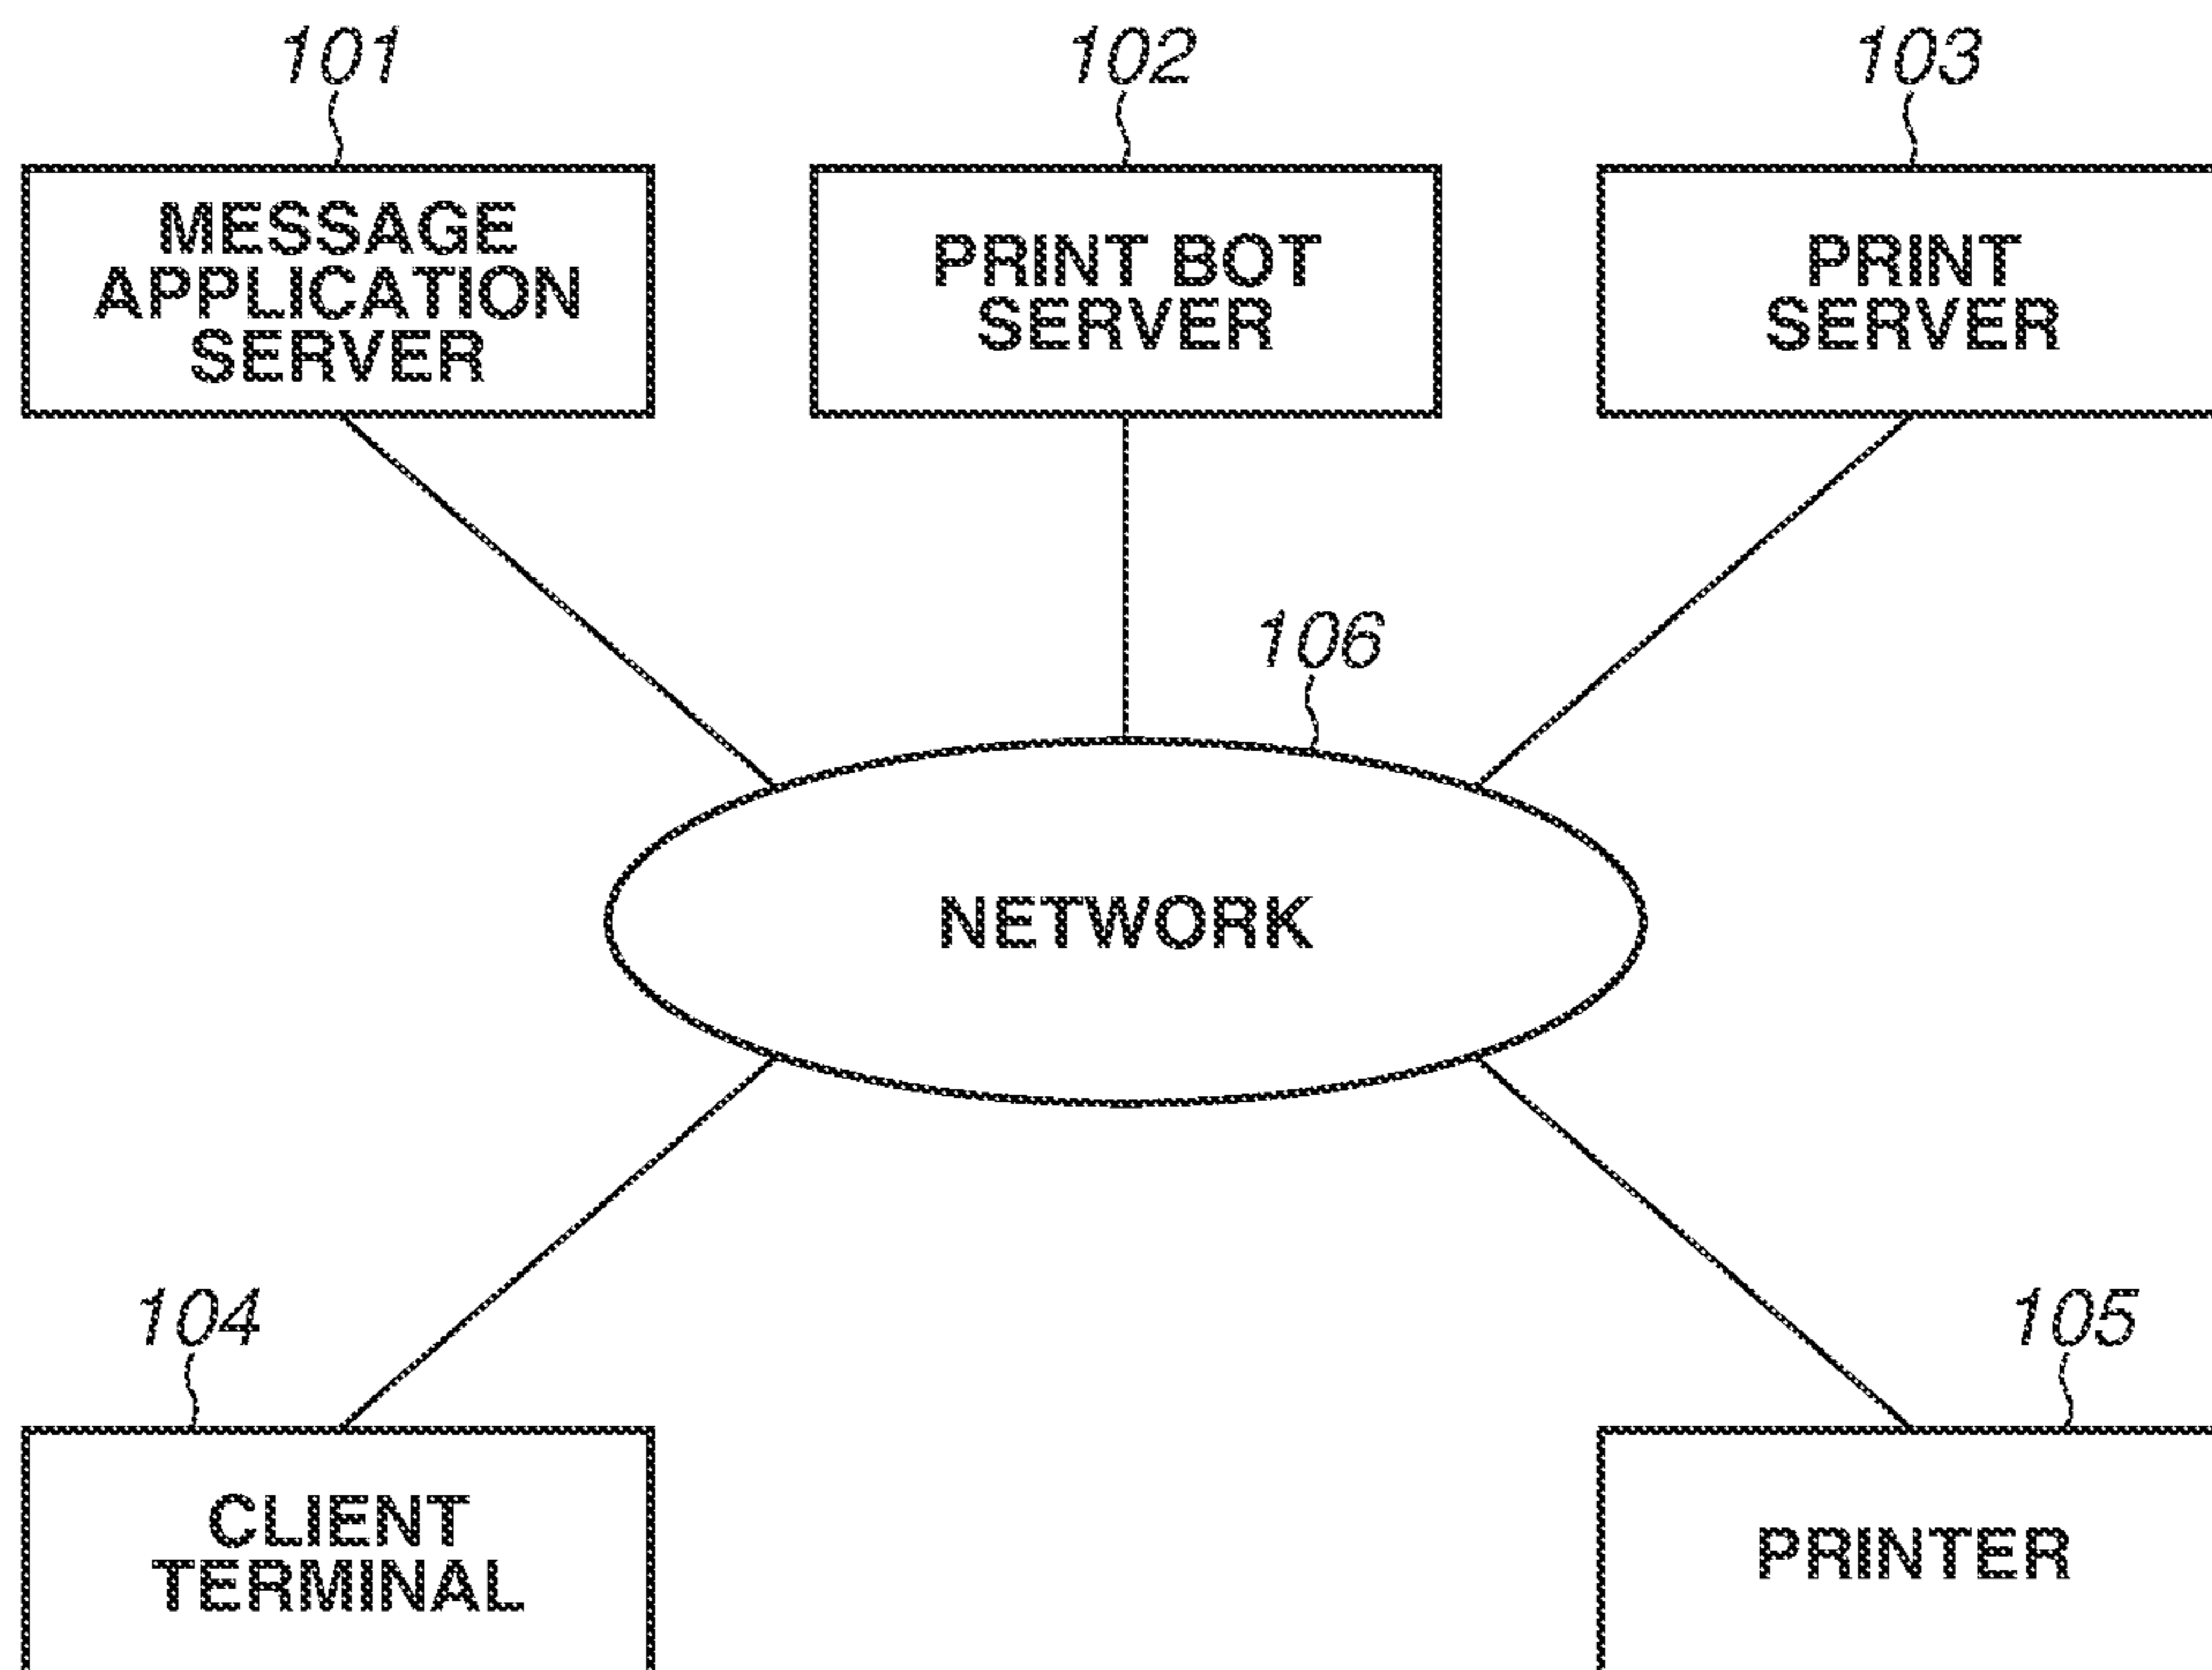 101
102
103
MESSAGE
APPLICATION
SERVER
PRINT BOT
SERVER
PRINT
SERVER
106
NETWORK
104
105
CLIENT
TERMINAL
PRINTER